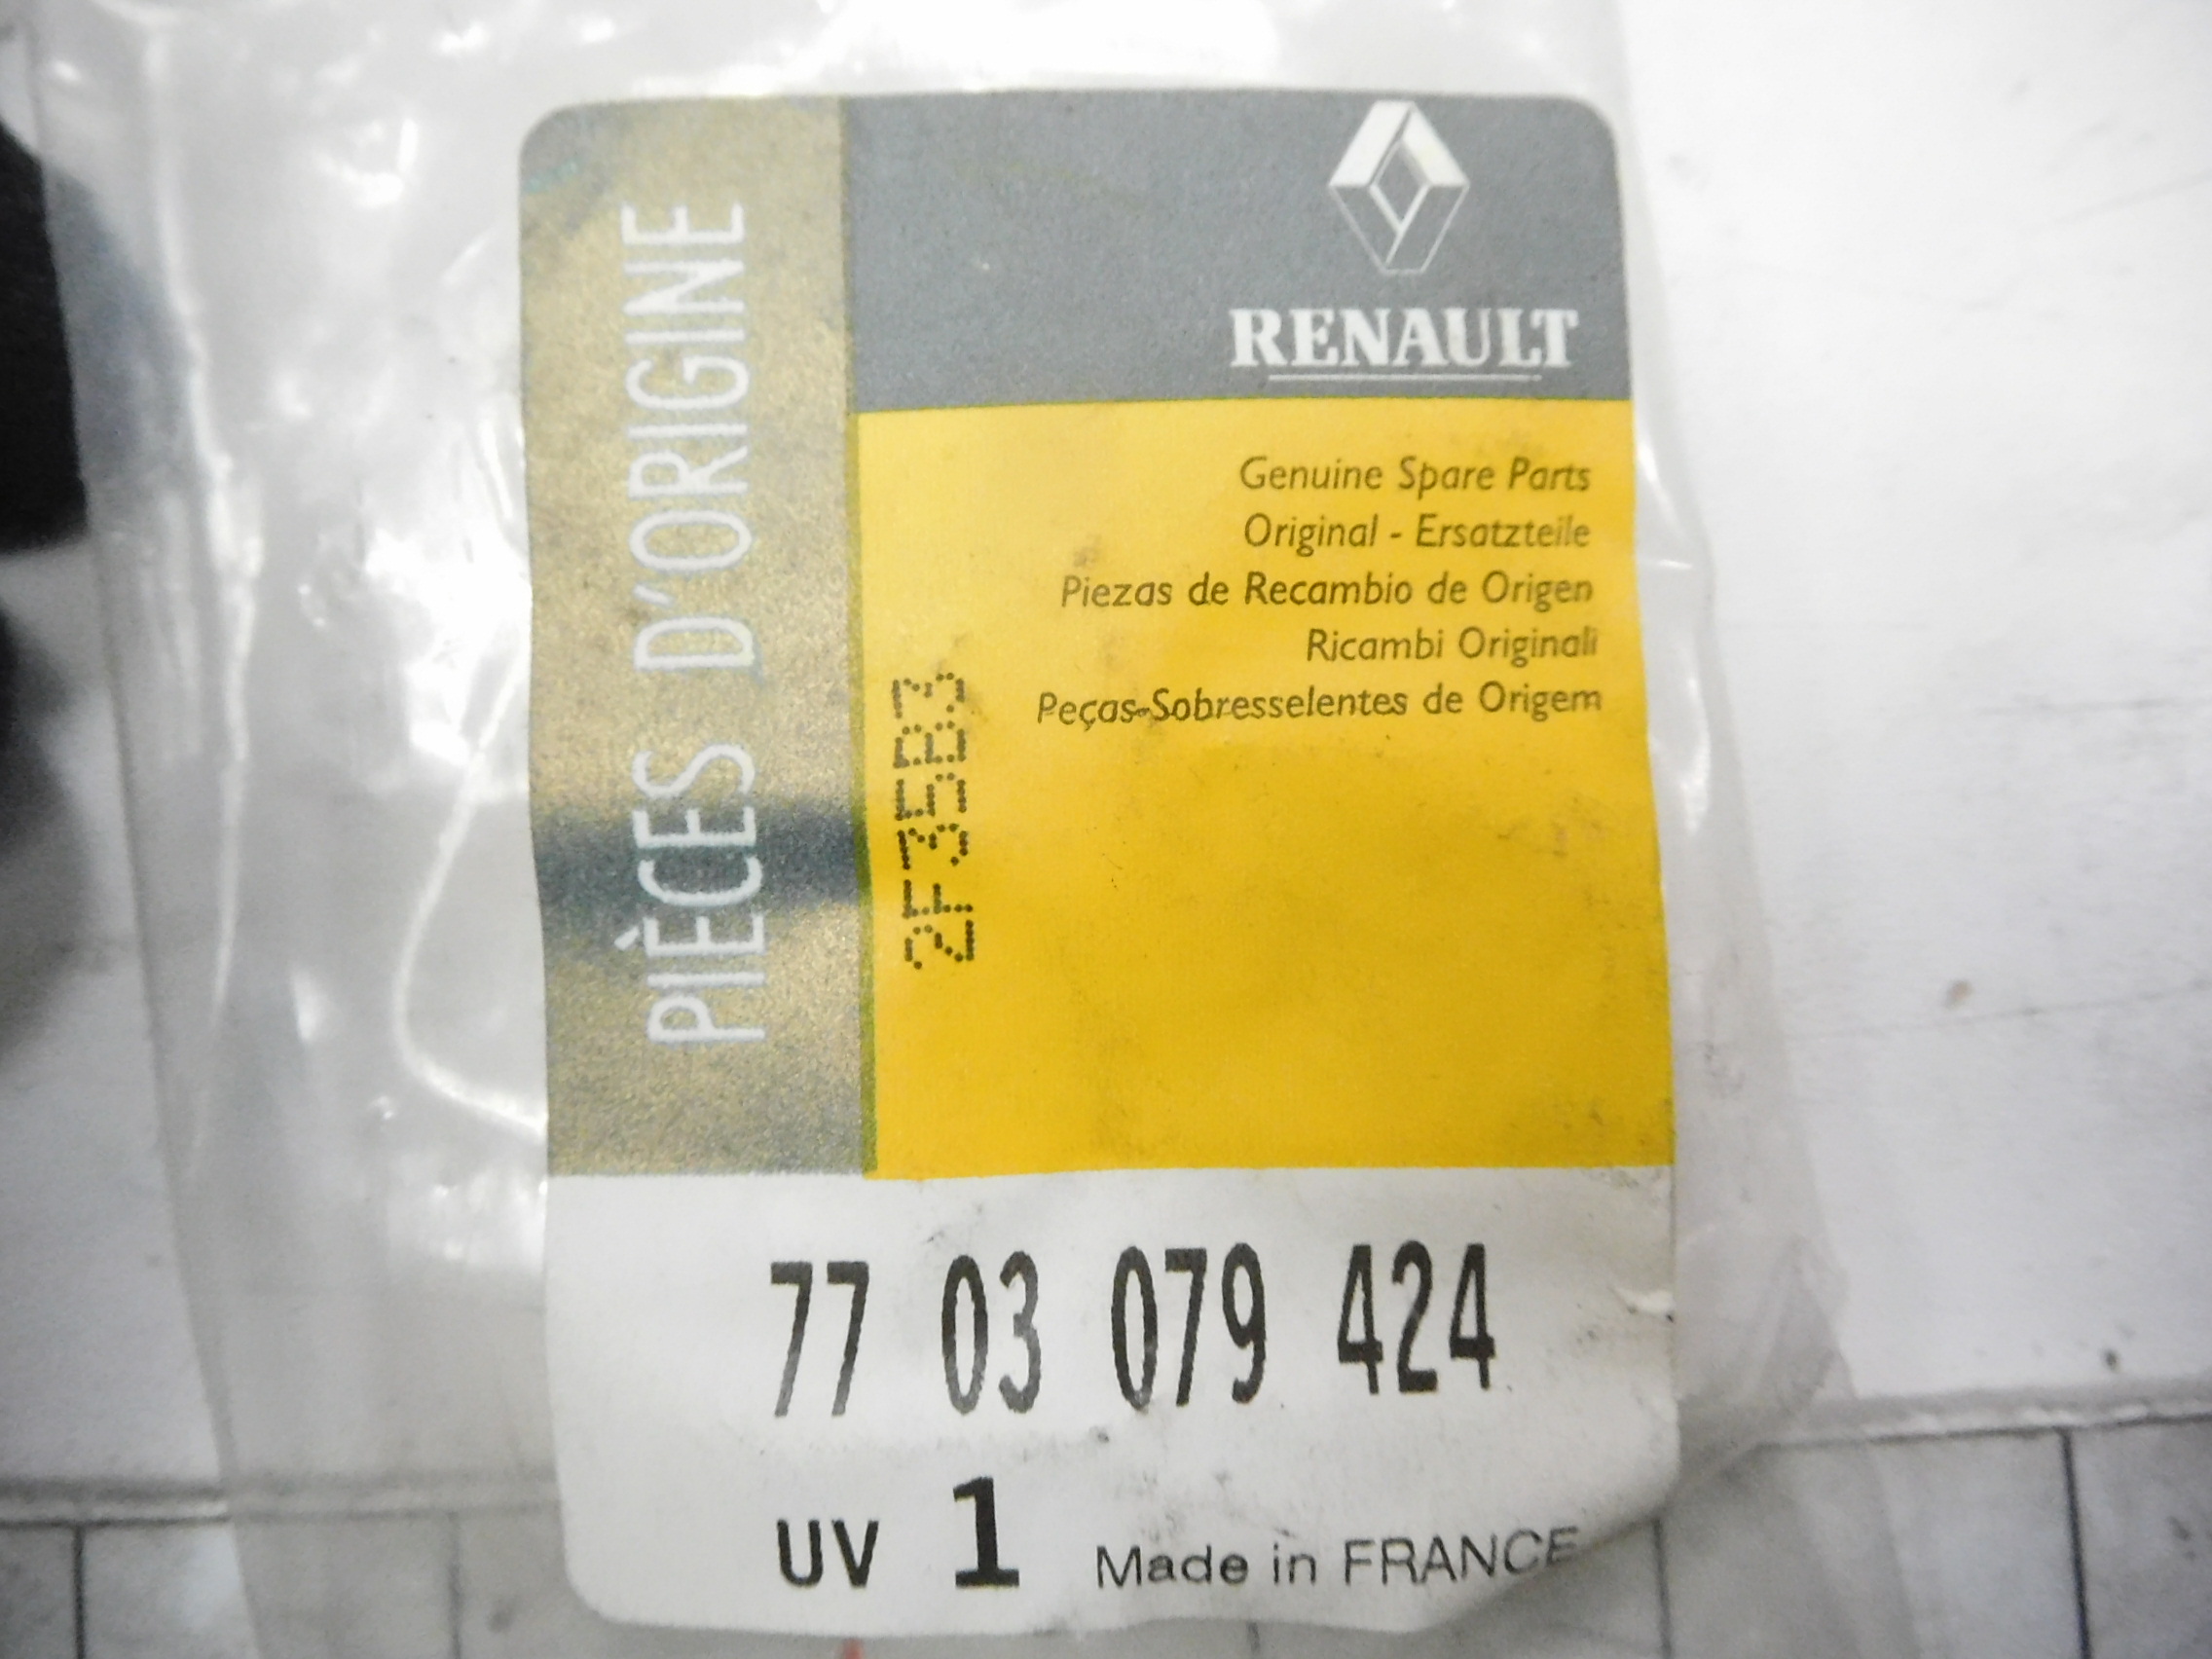 PIÈCES D'ORIGINE
RENAULT
Genuine Spare Parts
Original - Ersatzteile
Piezas de Recambio de Origen
Ricambi Originali
Peças-Sobresselentes de Origem
2F35B3
77 03 079 424
UV 1 Made in FRANCE